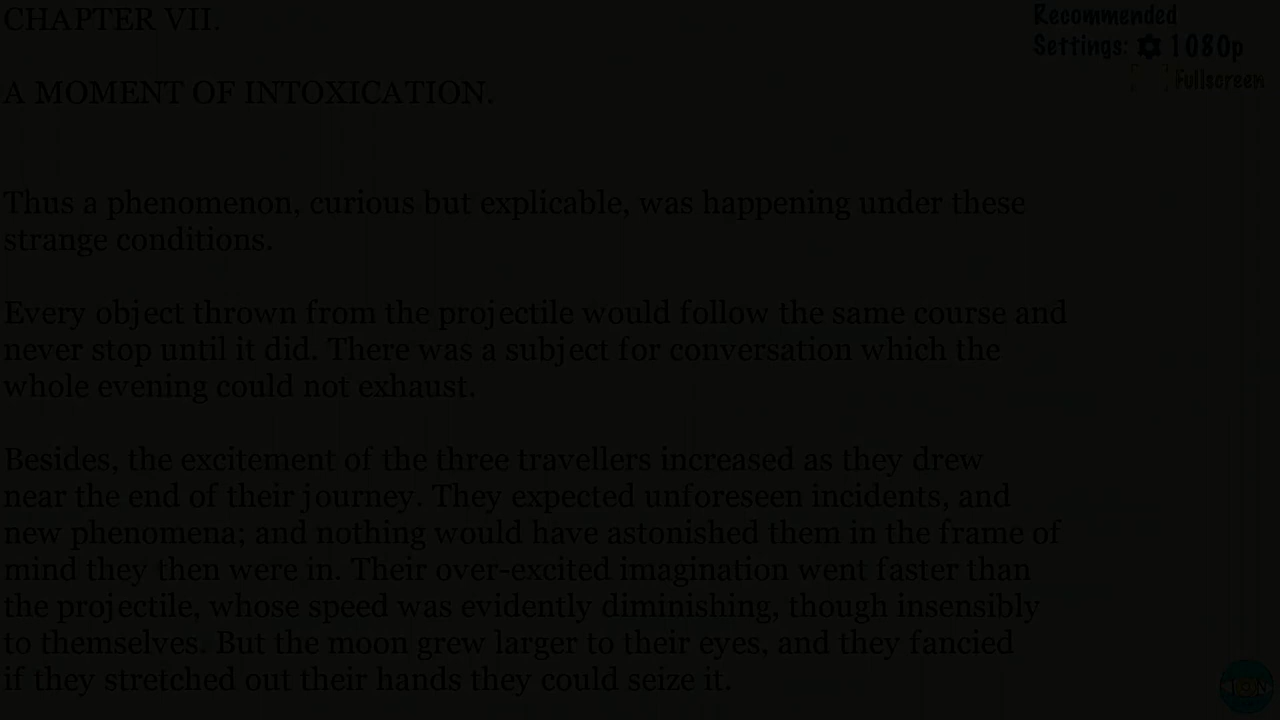 CHAPTER VII.
A MOMENT OF INTOXICATION.
Recommended
Settings: 1080p
Fullscreen
Thus a phenomenon, curious but explicable, was happening under these
strange conditions.
Every object thrown from the projectile would follow the same course and
never stop until it did. There was a subject for conversation which the
whole evening could not exhaust.
Besides, the excitement of the three travellers increased as they drew
near the end of their journey. They expected unforeseen incidents, and
new phenomena; and nothing would have astonished them in the frame of
mind they then were in. Their over-excited imagination went faster than
the projectile, whose speed was evidently diminishing, though insensibly
to themselves. But the moon grew larger to their eyes, and they fancied
if they stretched out their hands they could seize it.